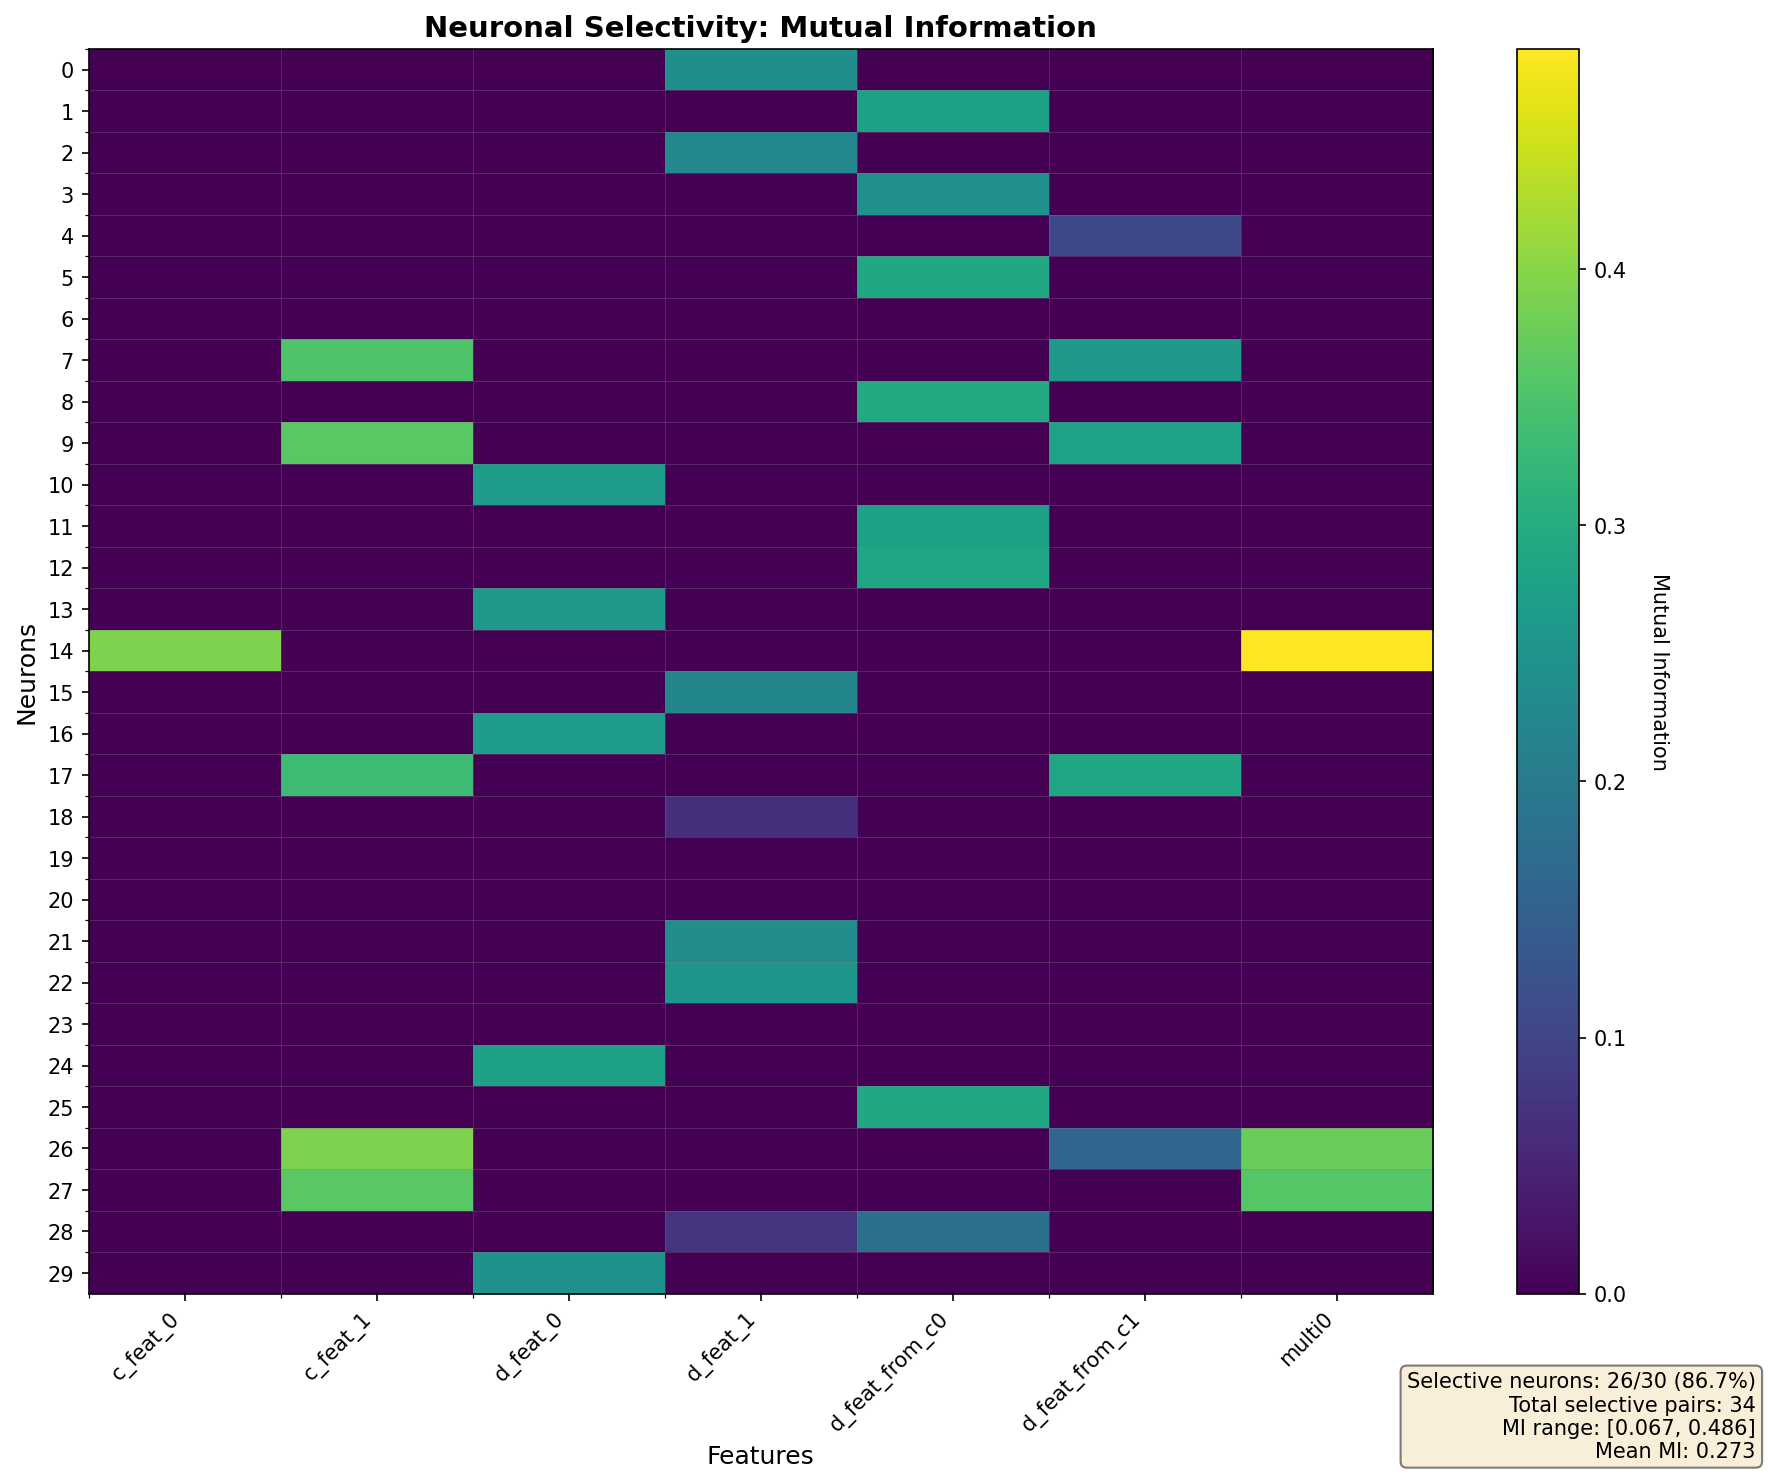 Neuronal Selectivity: Mutual Information
Neurons
0
1
2
3
4
5
6
7
8
9
10
11
12
13
14
15
16
17
18
19
20
21
22
23
24
25
26
27
28
29
c_feat_0
c_feat_1
d_feat_0
d_feat_1
d_feat_from_c0
d_feat_from_c1
multi0
Features
0.4
0.3
0.2
0.1
0.0
Mutual Information
Selective neurons: 26/30 (86.7%)
Total selective pairs: 34
MI range: [0.067, 0.486]
Mean MI: 0.273